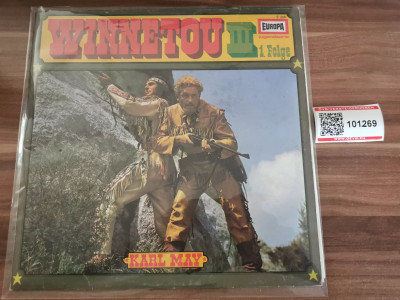 WINNETOU III
1. Folge
EUROPA
KARL MAY
101269